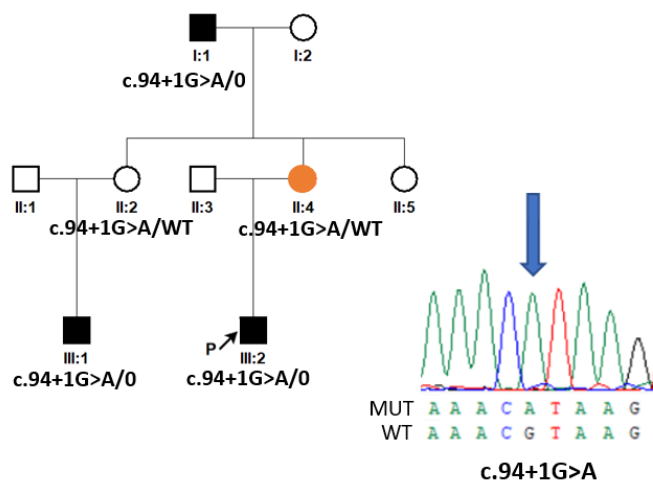 I:1 I:2
c.94+1G>A/0
II:1 II:2 II:3 II:4 II:5
c.94+1G>A/WT c.94+1G>A/WT
P
III:1 III:2
c.94+1G>A/0 c.94+1G>A/0
MUT A A A C A T A A G
WT A A A C G T A A G
c.94+1G>A